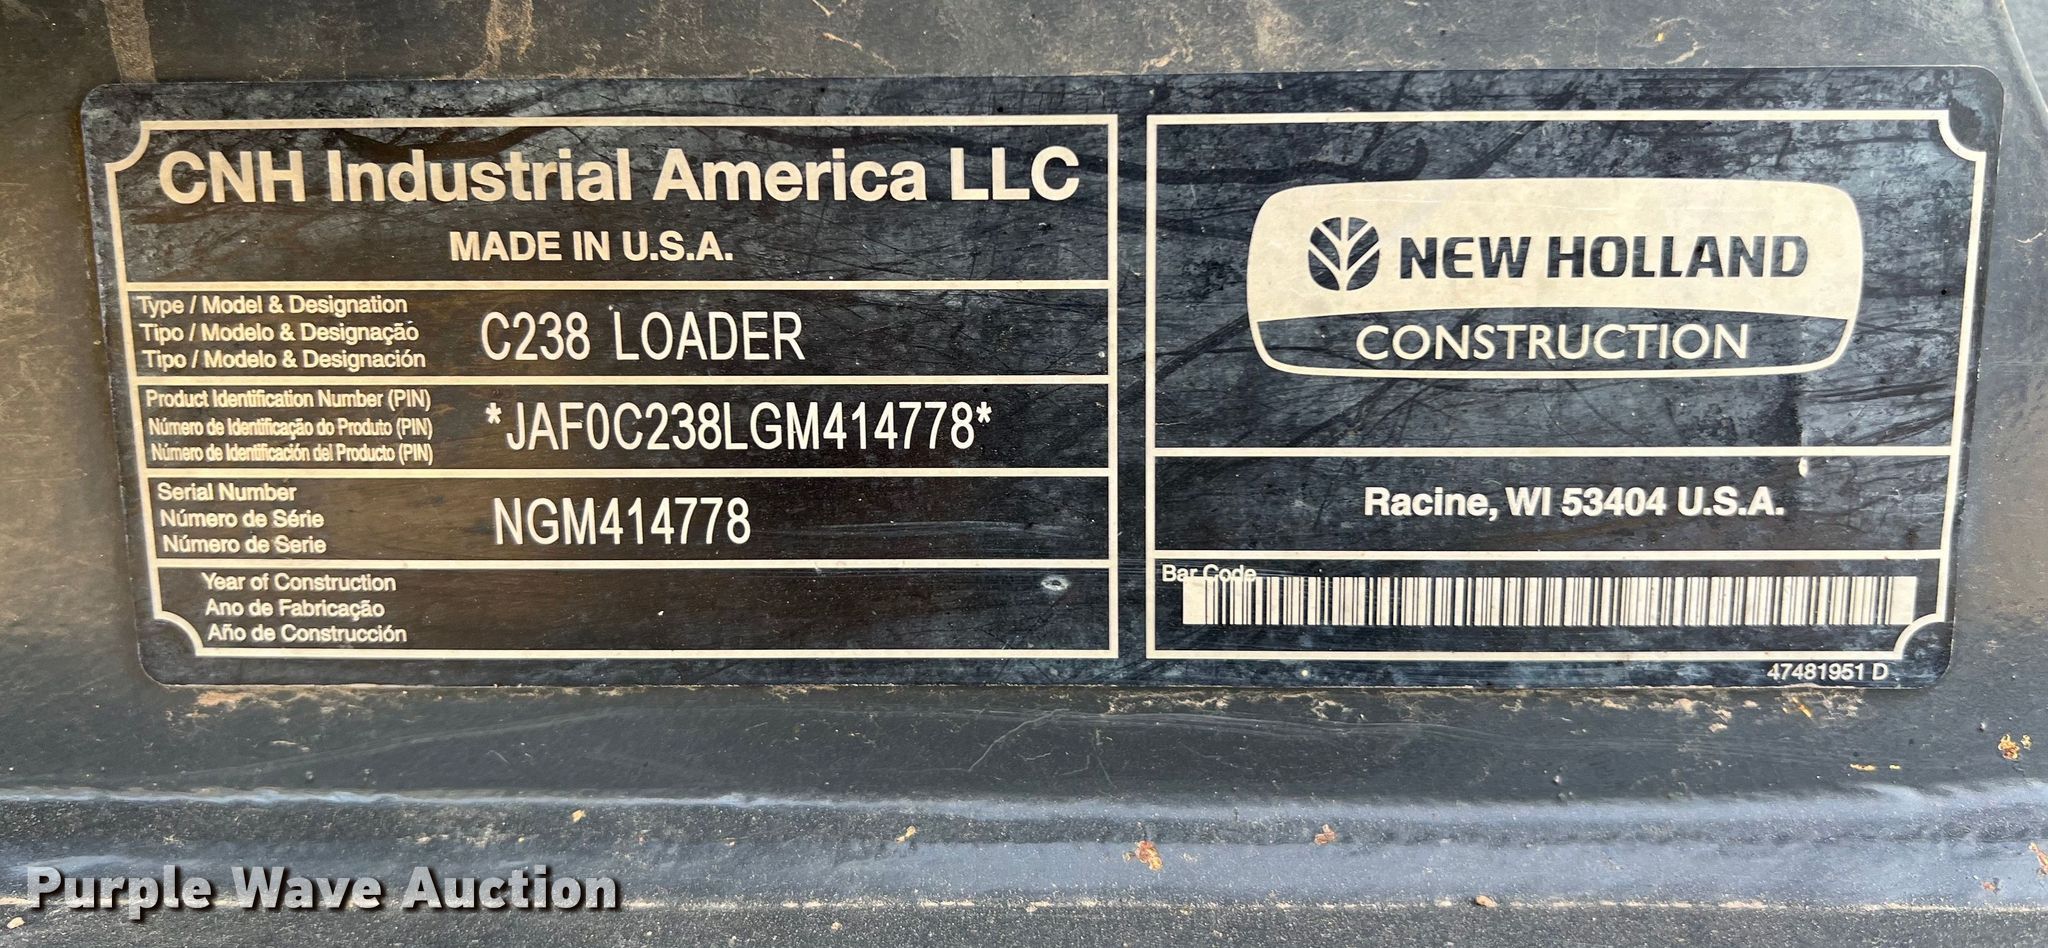 CNH Industrial America LLC
MADE IN U.S.A.
Type / Model & Designation
Tipo / Modelo & Designação
Tipo / Modelo & Designación
C238 LOADER
Product Identification Number (PIN)
Número de Identificação do Produto (PIN)
Número de Identificación del Producto (PIN)
*JAF0C238LGM414778*
Serial Number
Número de Série
Número de Serie
NGM414778
Year of Construction
Ano de Fabricação
Año de Construcción
NEW HOLLAND
CONSTRUCTION
Racine, WI 53404 U.S.A.
Bar Code
47481951 D
Purple Wave Auction